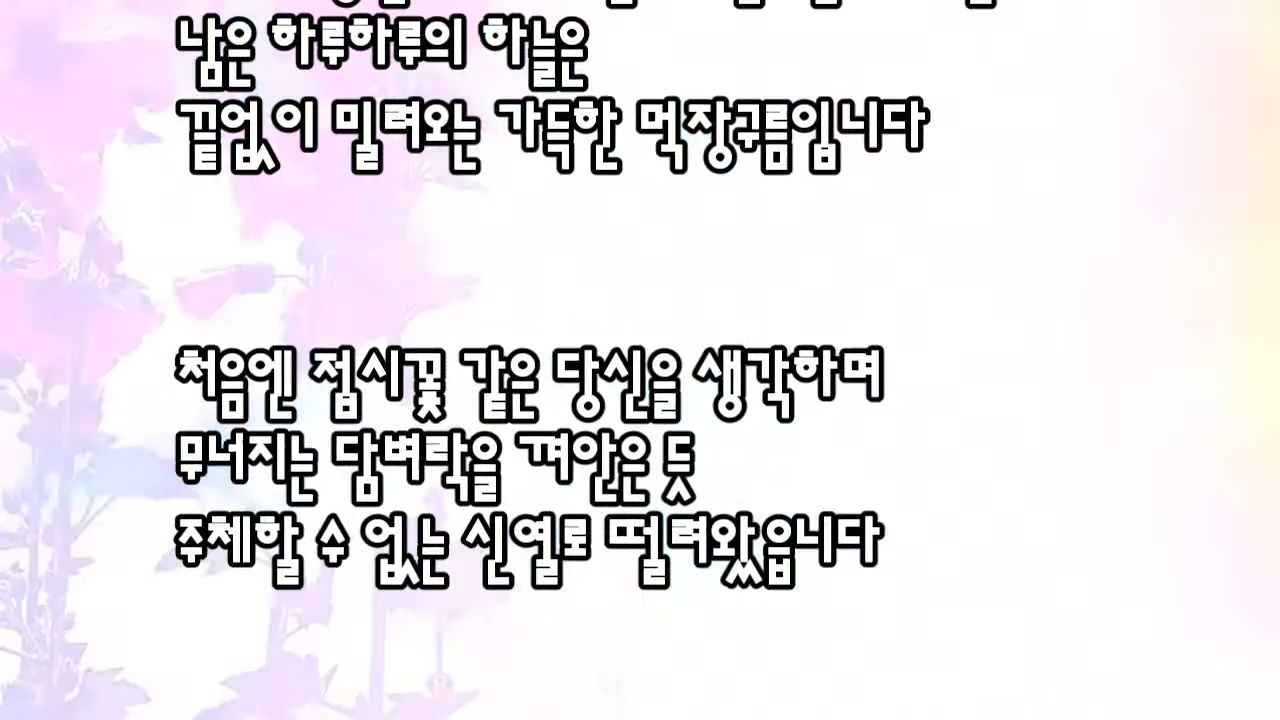 남은 하루하루의 하늘은
끝없이 밀려오는 가득한 먹장구름입니다
처음엔 접시꽃 같은 당신을 생각하며
무너지는 담벼락을 껴안은 듯
주체할 수 없는 신열로 떨려왔읍니다